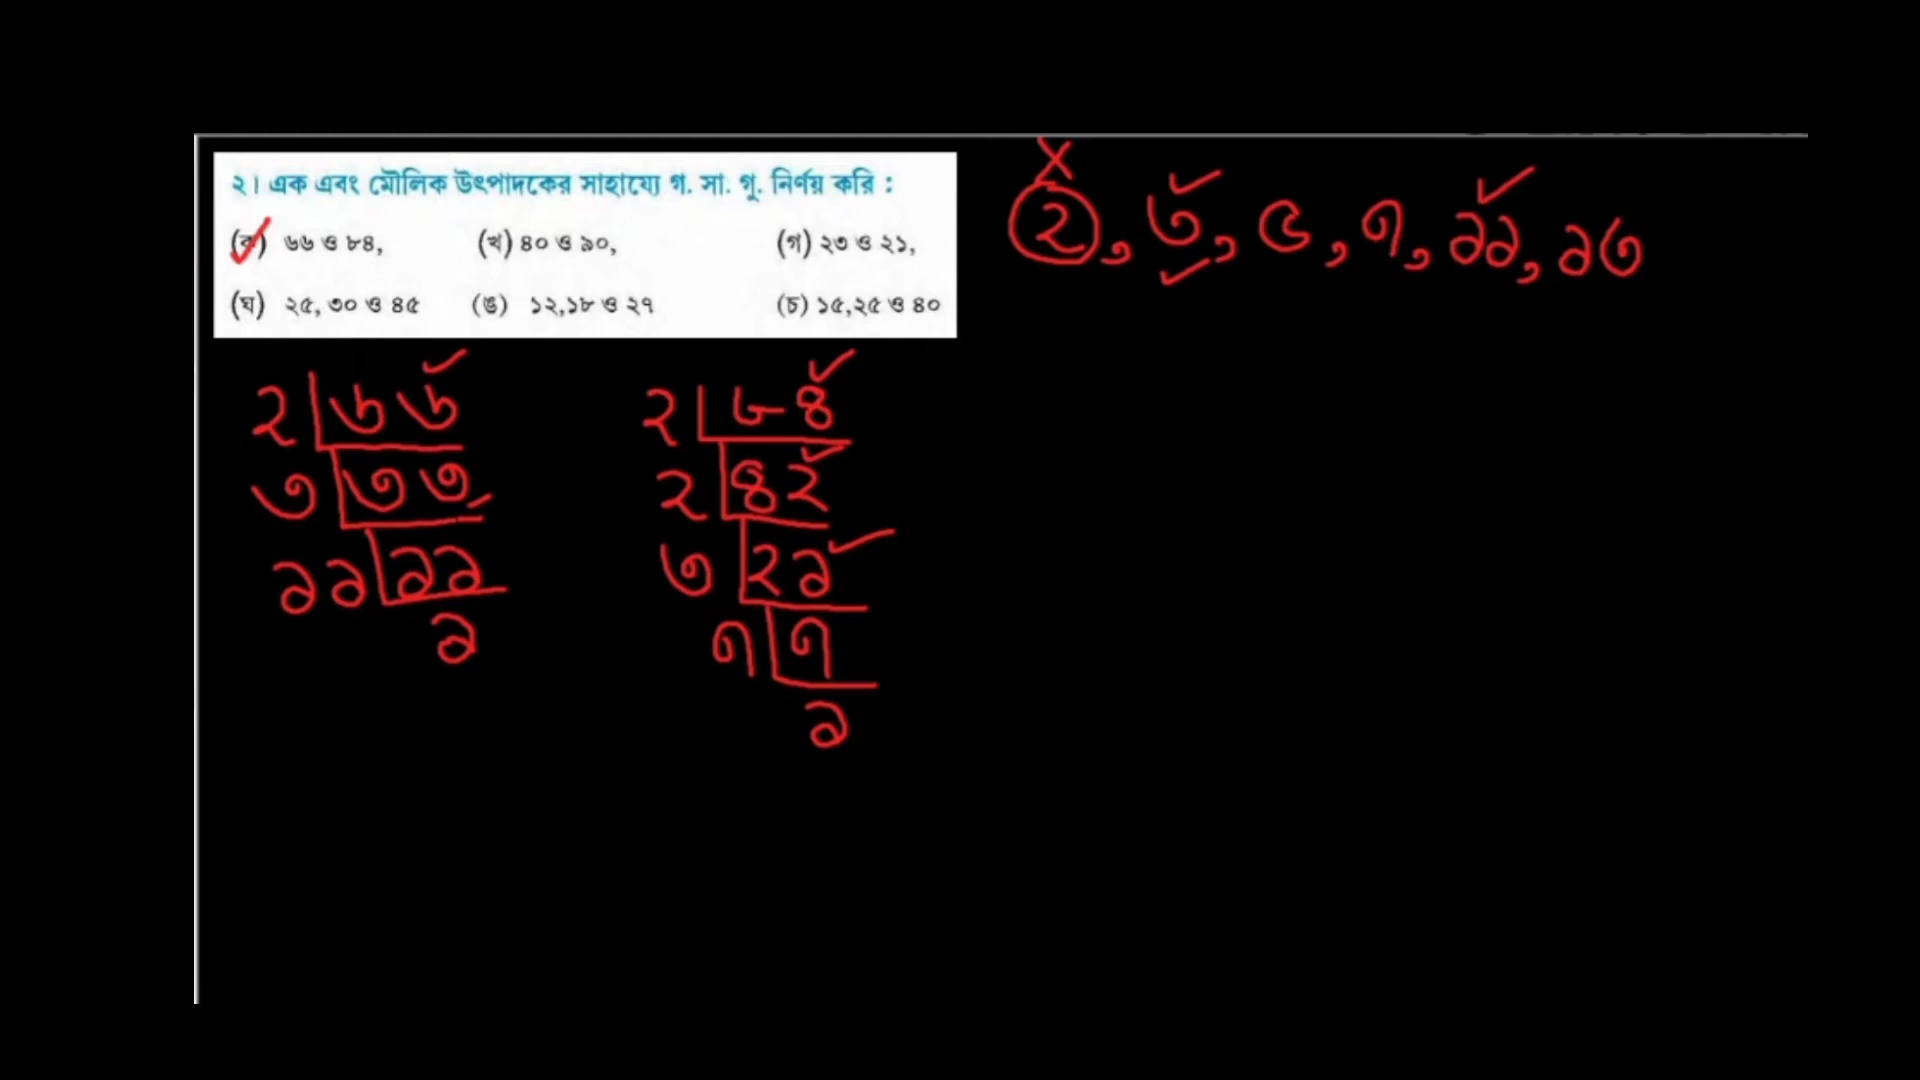 ২। এক এবং মৌলিক উৎপাদকের সাহায্যে গ. সা. গু. নির্ণয় করি :
(ক) ৬৬ ও ৮৪, (খ) ৪০ ও ৯০, (গ) ২৩ ও ২১,
(ঘ) ২৫, ৩০ ও ৪৫ (ঙ) ১২,১৮ ও ২৭ (চ) ১৫,২৫ ও ৪০
২, ৩, ৫, ৭, ১১, ১৩
২ ৬৬
৩ ৩৩
১১ ১১
১
২ ৮৪
২ ৪২
৩ ২১
৭ ৭
১